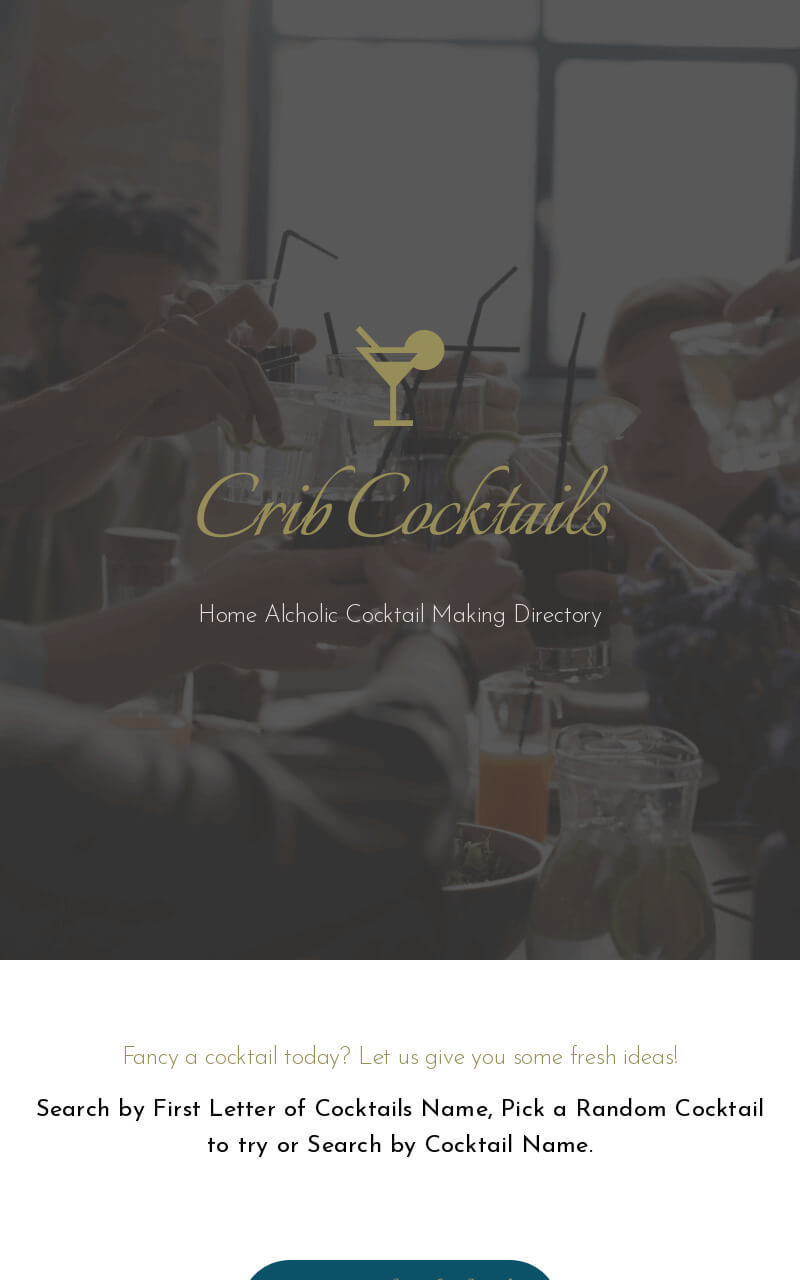 Crib Cocktails
Home Alcholic Cocktail Making Directory
Fancy a cocktail today? Let us give you some fresh ideas!
Search by First Letter of Cocktails Name, Pick a Random Cocktail
to try or Search by Cocktail Name.